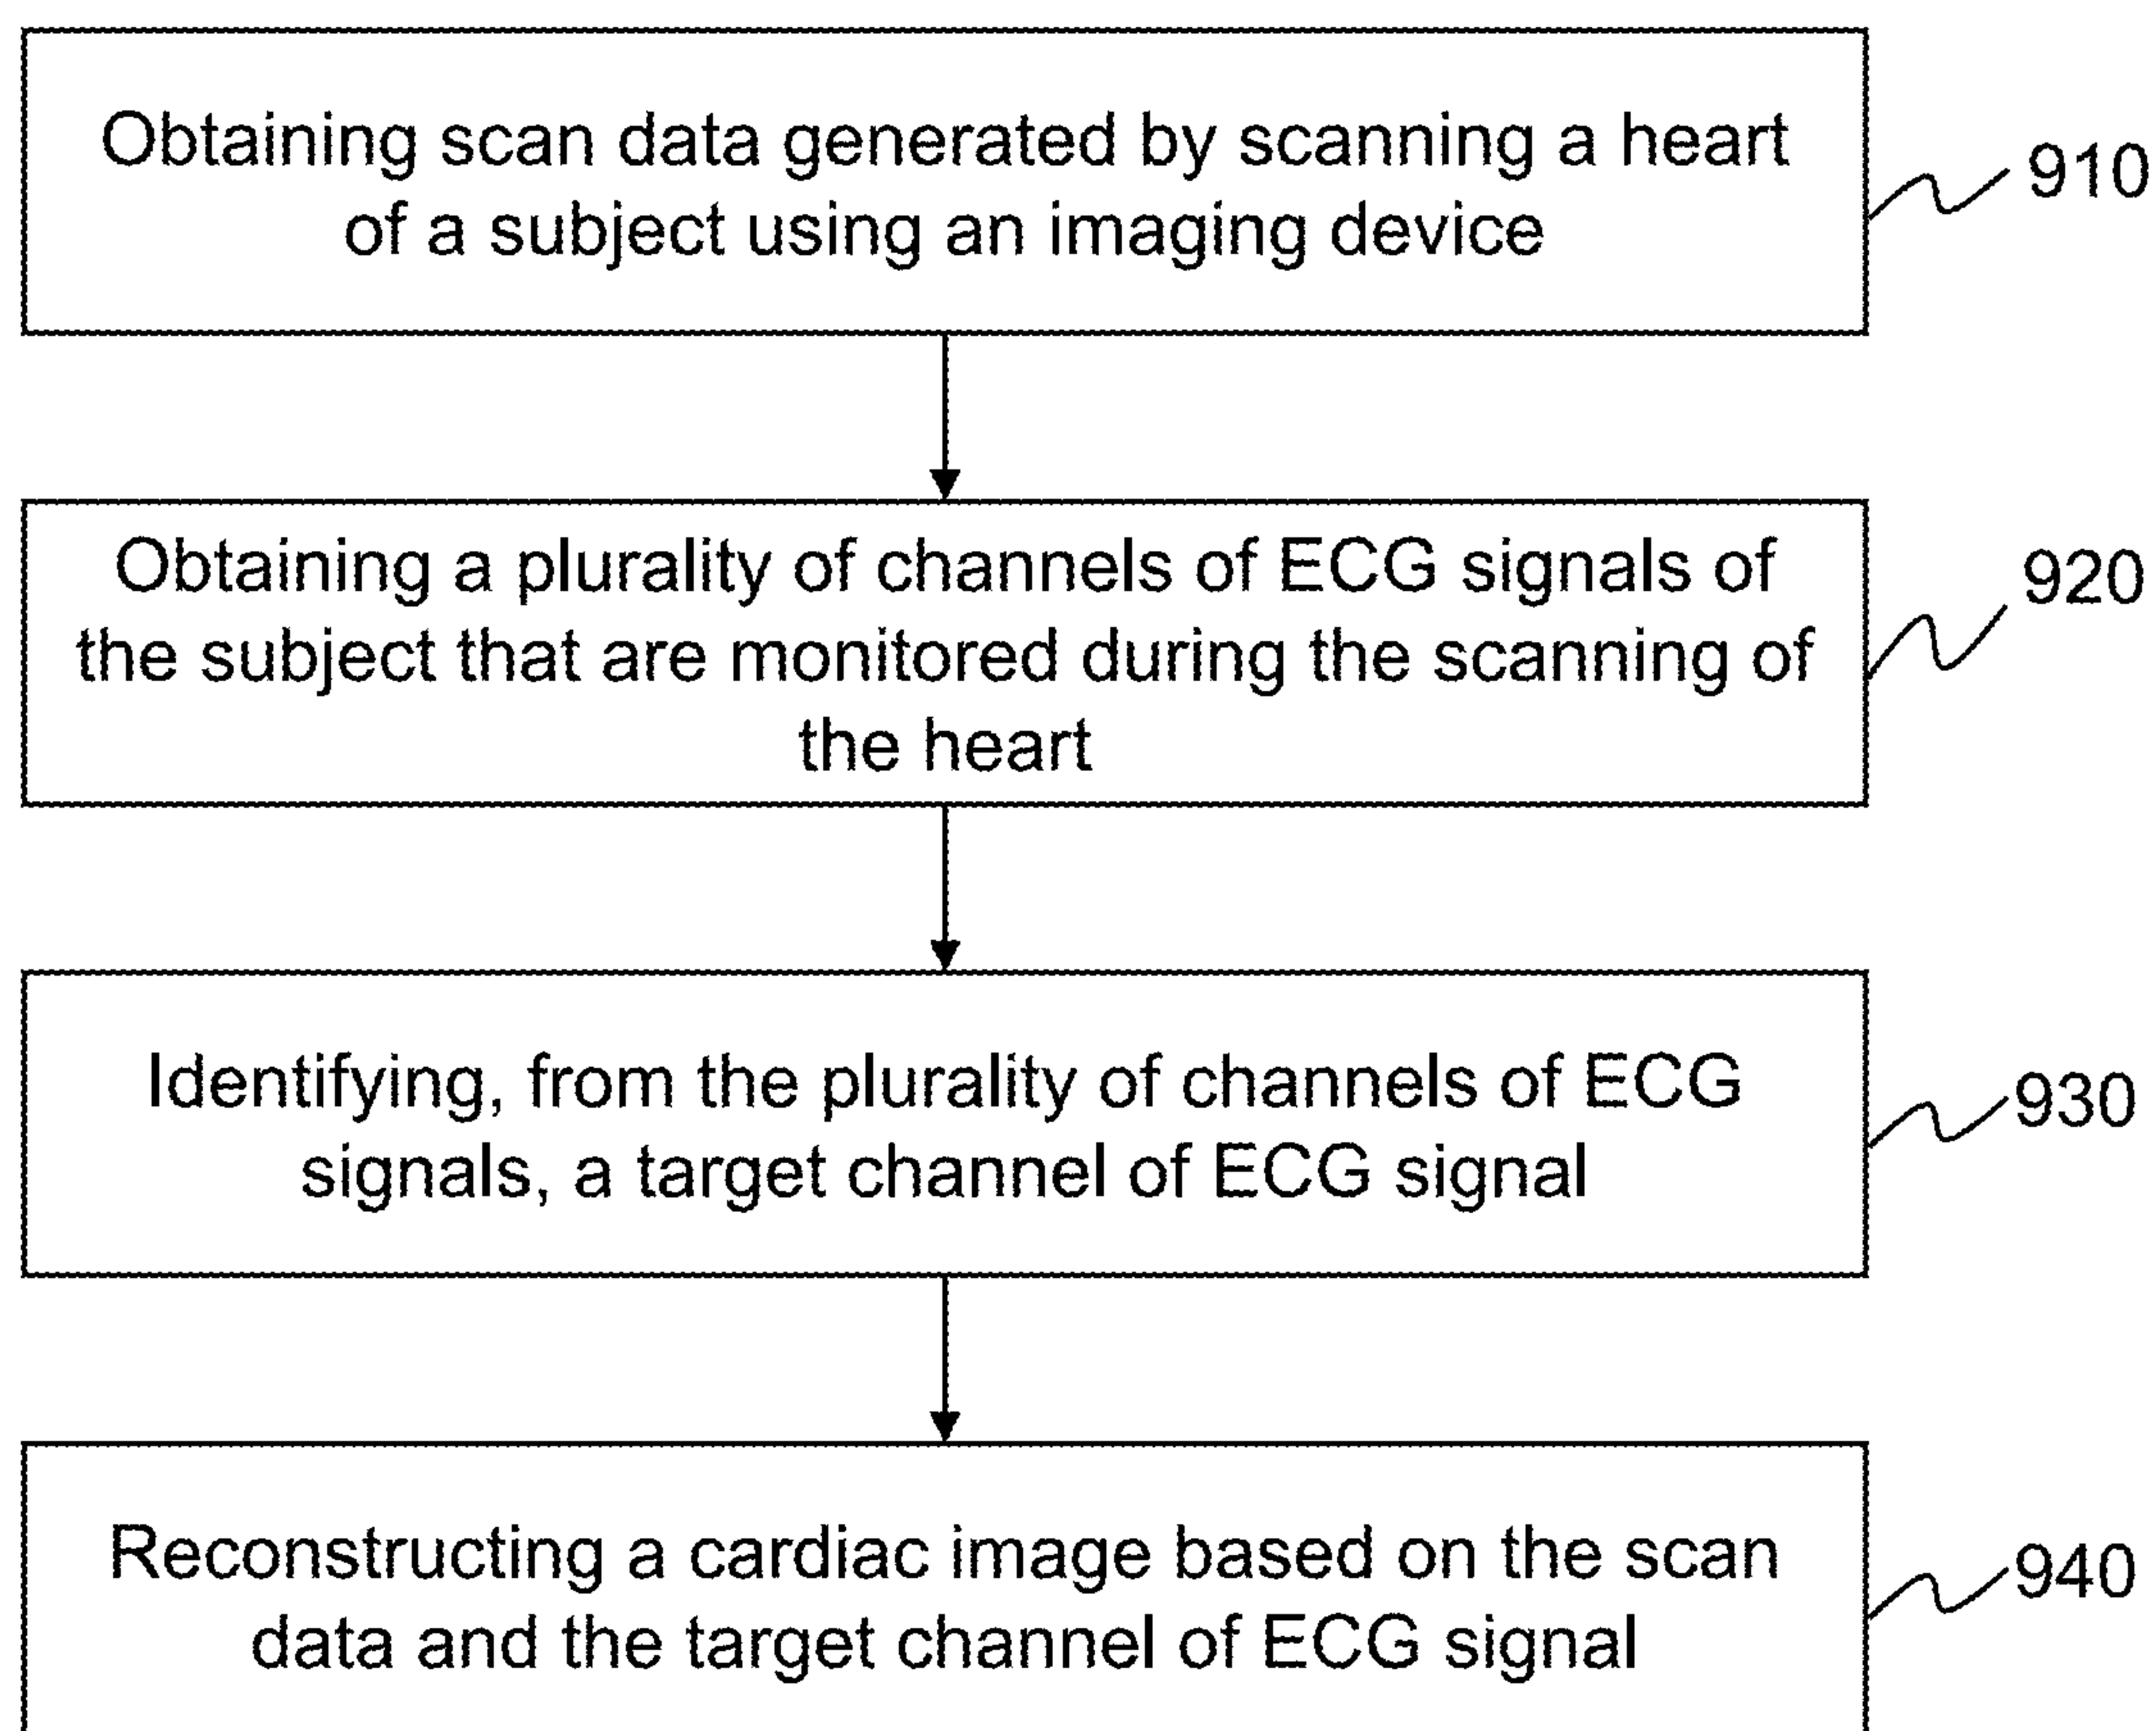 Obtaining scan data generated by scanning a heart
of a subject using an imaging device
910
Obtaining a plurality of channels of ECG signals of
the subject that are monitored during the scanning of
the heart
920
Identifying, from the plurality of channels of ECG
signals, a target channel of ECG signal
930
Reconstructing a cardiac image based on the scan
data and the target channel of ECG signal
940